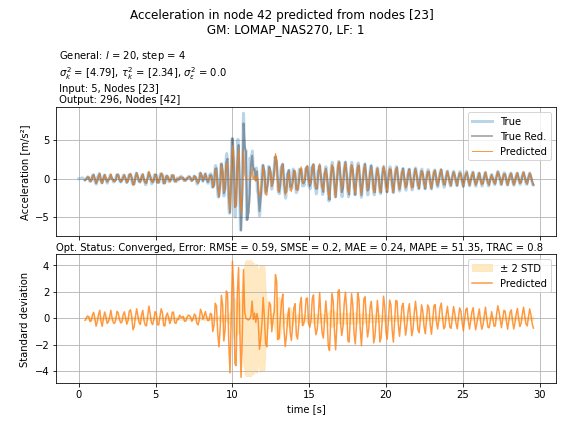 Acceleration in node 42 predicted from nodes [23]
GM: LOMAP_NAS270, LF: 1
General: l = 20, step = 4
σ²ₖ = [4.79], τ²ₖ = [2.34], σ²ε = 0.0
Input: 5, Nodes [23]
Output: 296, Nodes [42]
Acceleration [m/s²]
5
0
−5
True
True Red.
Predicted
Opt. Status: Converged, Error: RMSE = 0.59, SMSE = 0.2, MAE = 0.24, MAPE = 51.35, TRAC = 0.8
Standard deviation
4
2
0
−2
−4
± 2 STD
Predicted
0 5 10 15 20 25 30
time [s]